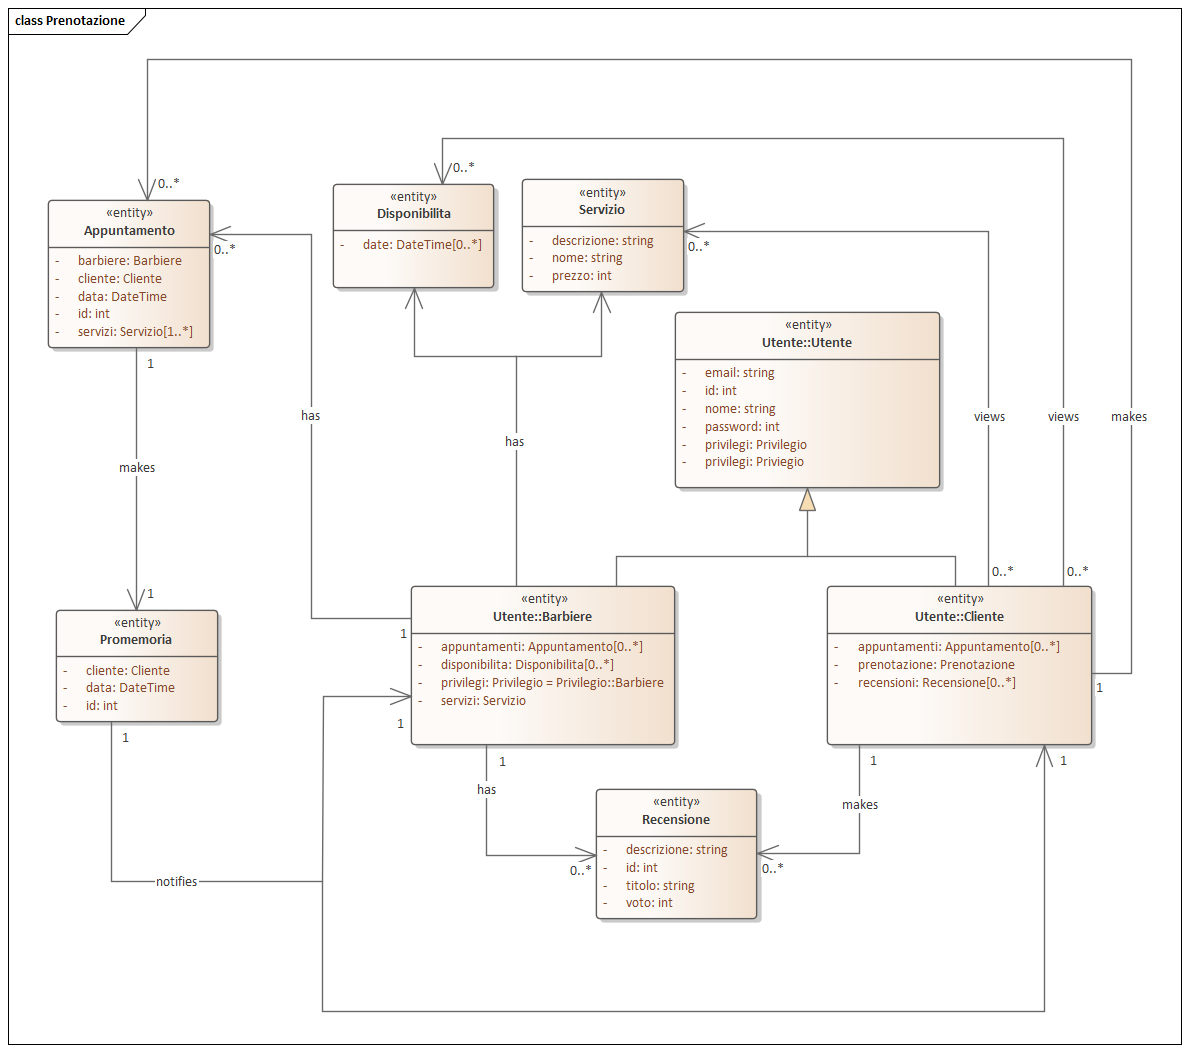 class Prenotazione
0..*
0..*
«entity»
Appuntamento
- barbiere: Barbiere
- cliente: Cliente
- data: DateTime
- id: int
- servizi: Servizio[1..*]
0..*
1
«entity»
Disponibilita
- date: DateTime[0..*]
«entity»
Servizio
- descrizione: string
- nome: string
- prezzo: int
0..*
«entity»
Utente::Utente
- email: string
- id: int
- nome: string
- password: int
- privilegi: Privilegio
- privilegi: Priviegio
has
has
views
views
makes
makes
0..*
0..*
1
«entity»
Promemoria
- cliente: Cliente
- data: DateTime
- id: int
1
«entity»
Utente::Barbiere
- appuntamenti: Appuntamento[0..*]
- disponibilita: Disponibilita[0..*]
- privilegi: Privilegio = Privilegio::Barbiere
- servizi: Servizio
1
1
1
«entity»
Utente::Cliente
- appuntamenti: Appuntamento[0..*]
- prenotazione: Prenotazione
- recensioni: Recensione[0..*]
1
1
1
has
makes
«entity»
Recensione
- descrizione: string
- id: int
- titolo: string
- voto: int
0..*
0..*
notifies